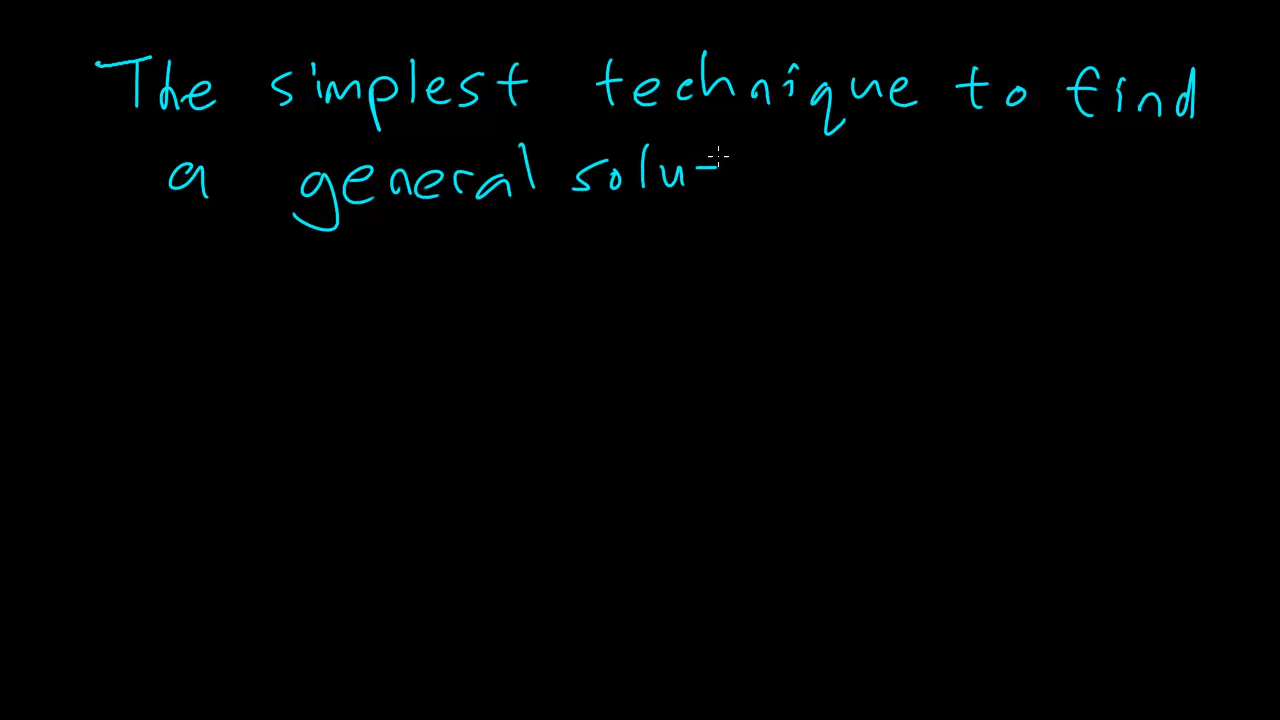 The simplest technique to find
a general solu-